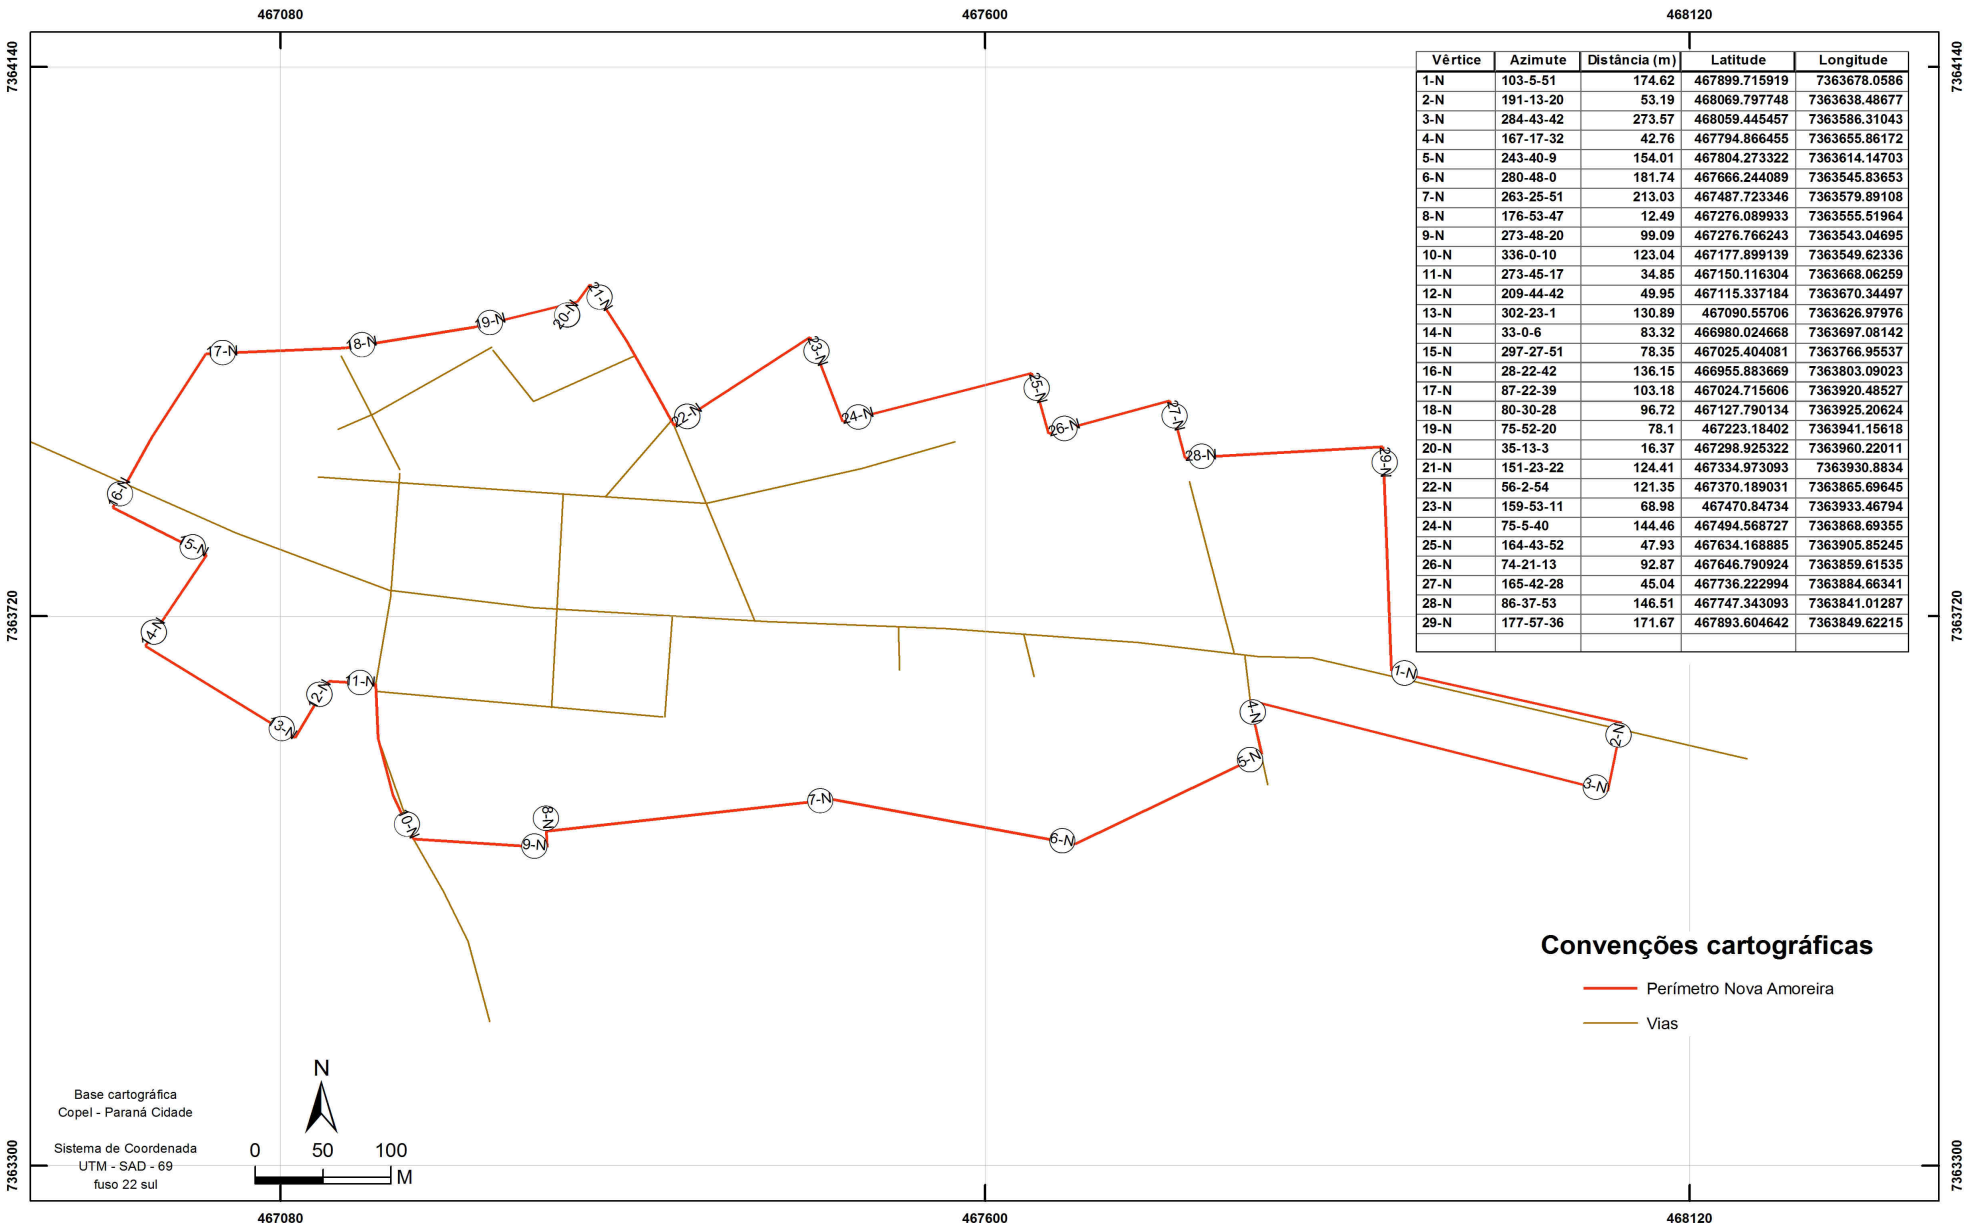 467080 467600 468120
7364140 7364140
Vêrtice Azimute Distância (m) Latitude Longitude
1-N 103-5-51 174.62 467899.715919 7363678.0586
2-N 191-13-20 53.19 468069.797748 7363638.48677
3-N 284-43-42 273.57 468059.445457 7363586.31043
4-N 167-17-32 42.76 467794.866455 7363655.86172
5-N 243-40-9 154.01 467804.273322 7363614.14703
6-N 280-48-0 181.74 467666.244089 7363545.83653
7-N 263-25-51 213.03 467487.723346 7363579.89108
8-N 176-53-47 12.49 467276.089933 7363555.51964
9-N 273-48-20 99.09 467276.766243 7363543.04695
10-N 336-0-10 123.04 467177.899139 7363549.62336
11-N 273-45-17 34.85 467150.116304 7363668.06259
12-N 209-44-42 49.95 467115.337184 7363670.34497
13-N 302-23-1 130.89 467090.55706 7363626.97976
14-N 33-0-6 83.32 466980.024668 7363697.08142
15-N 297-27-51 78.35 467025.404081 7363766.95537
16-N 28-22-42 136.15 466955.883669 7363803.09023
17-N 87-22-39 103.18 467024.715606 7363920.48527
18-N 80-30-28 96.72 467127.790134 7363925.20624
19-N 75-52-20 78.1 467223.18402 7363941.15618
20-N 35-13-3 16.37 467298.925322 7363960.22011
21-N 151-23-22 124.41 467334.973093 7363930.8834
22-N 56-2-54 121.35 467370.189031 7363865.69645
23-N 159-53-11 68.98 467470.84734 7363933.46794
24-N 75-5-40 144.46 467494.568727 7363868.69355
25-N 164-43-52 47.93 467634.168885 7363905.85245
26-N 74-21-13 92.87 467646.790924 7363859.61535
27-N 165-42-28 45.04 467736.222994 7363884.66341
28-N 86-37-53 146.51 467747.343093 7363841.01287
29-N 177-57-36 171.67 467893.604642 7363849.62215
21-N
20-N
19-N
18-N
17-N
23-N
25-N
22-N
24-N
27-N
26-N
28-N
29-N
16-N
15-N
7363720 7363720
14-N
1-N
11-N
12-N
4-N
13-N
2-N
5-N
3-N
7-N
8-N
0-N
6-N
9-N
Convenções cartográficas
Perímetro Nova Amoreira
Vias
N
Base cartográfica
Copel - Paraná Cidade
Sistema de Coordenada
UTM - SAD - 69
fuso 22 sul
0 50 100
M
7363300 7363300
467080 467600 468120